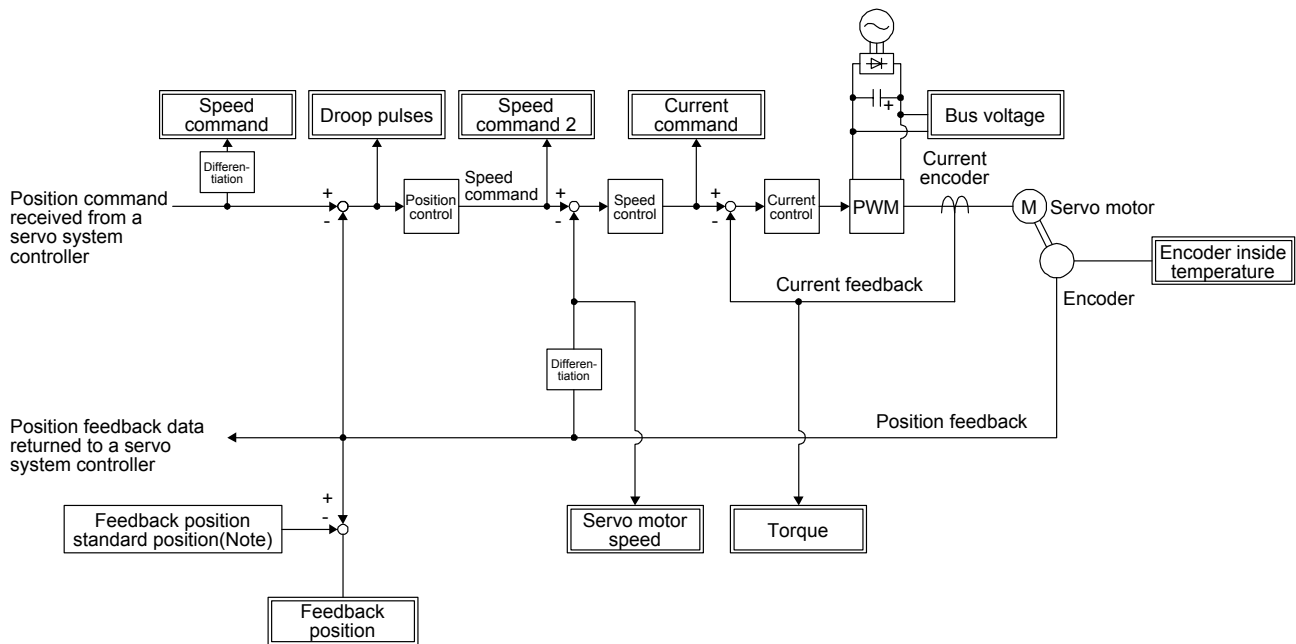 Speed
command
Droop pulses
Speed
command 2
Current
command
Bus voltage
+
Differen-
tiation
Current
encoder
Position command
received from a
servo system
controller
+
-
Position
control
Speed
command
+
-
Speed
control
+
-
Current
control
PWM
M
Servo motor
Encoder inside
temperature
Current feedback
Encoder
Differen-
tiation
Position feedback data
returned to a servo
system controller
Position feedback
+
-
Feedback position
standard position(Note)
Servo motor
speed
Torque
Feedback
position